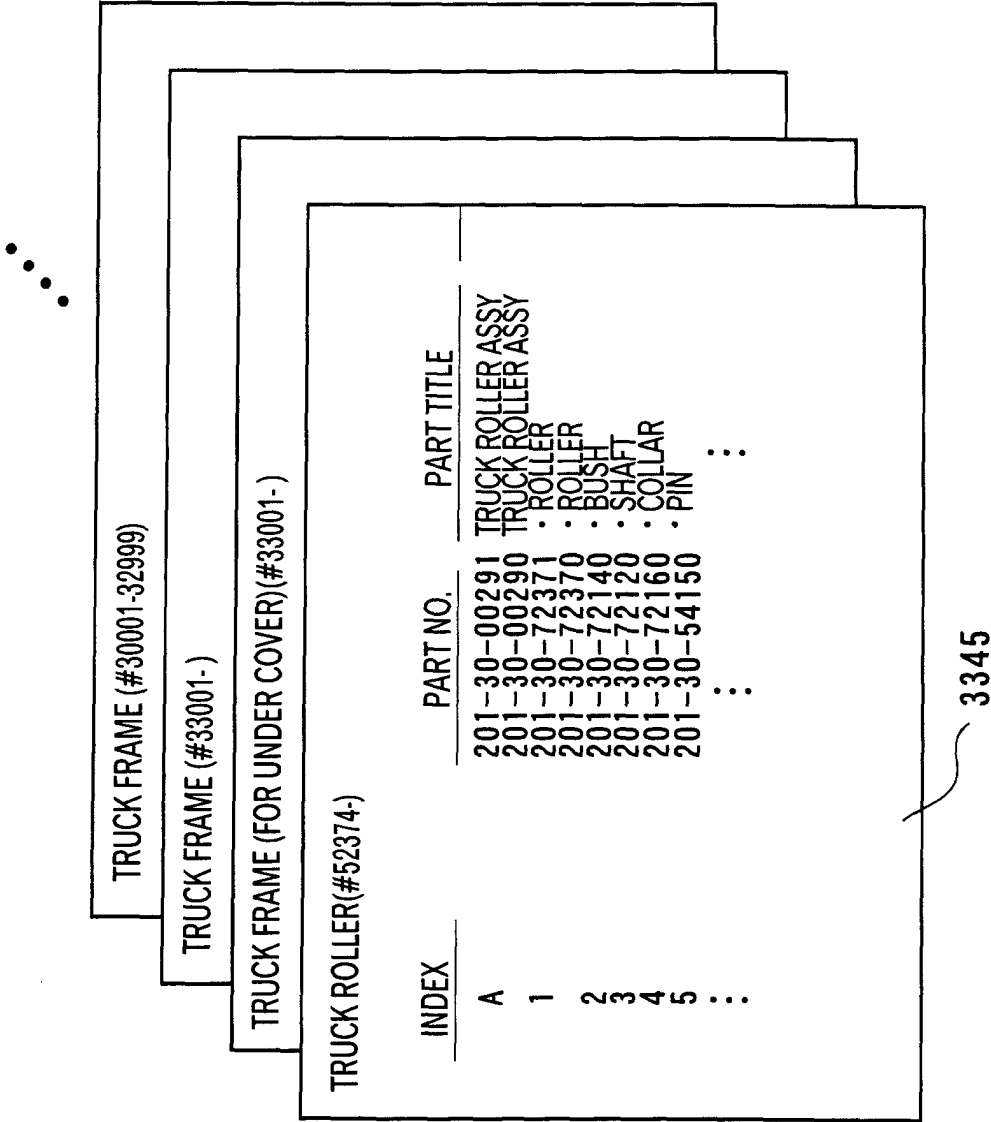 TRUCK FRAME (#30001-32999)
TRUCK FRAME (#33001- )
TRUCK FRAME (FOR UNDER COVER)(#33001- )
TRUCK ROLLER(#52374-)
INDEX PART NO. PART TITLE
A 201-30-00291 TRUCK ROLLER ASSY
201-30-00290 TRUCK ROLLER ASSY
1 201-30-72371 · ROLLER
201-30-72370 · ROLLER
2 201-30-72140 · BUSH
3 201-30-72120 · SHAFT
4 201-30-72160 · COLLAR
5 201-30-54150 · PIN
3345